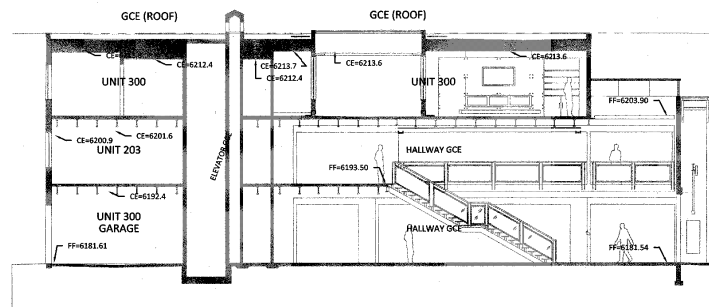 GCE (ROOF)
GCE (ROOF)
CE=
CE=6212.4
CE=6213.7
CE=6212.4
CE=6213.6
CE=6213.6
UNIT 300
UNIT 300
FF=6203.90
CE=6201.6
CE=6200.9
UNIT 203
ELEVATOR
HALLWAY GCE
FF=6193.50
CE=6192.4
UNIT 300
GARAGE
HALLWAY GCE
FF=6181.61
FF=6181.54